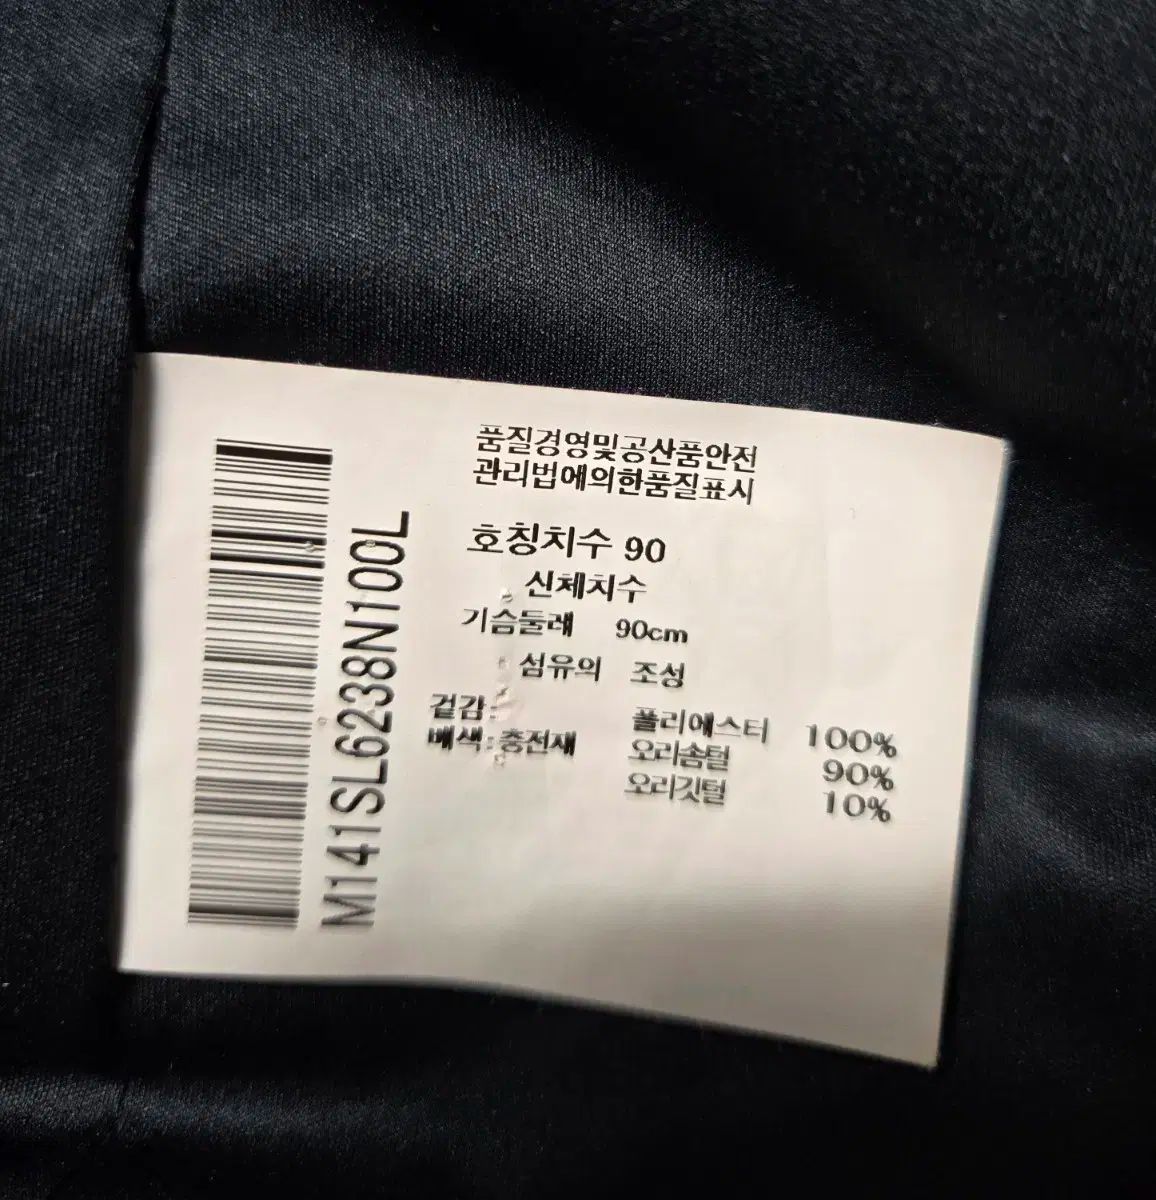 품질경영및공산품안전
관리법에의한품질표시
호칭치수 90
신체치수
가슴둘레 90cm
섬유의 조성
겉감: 폴리에스터 100%
배색:충전재 오리솜털 90%
오리깃털 10%
M141SL6238N100L